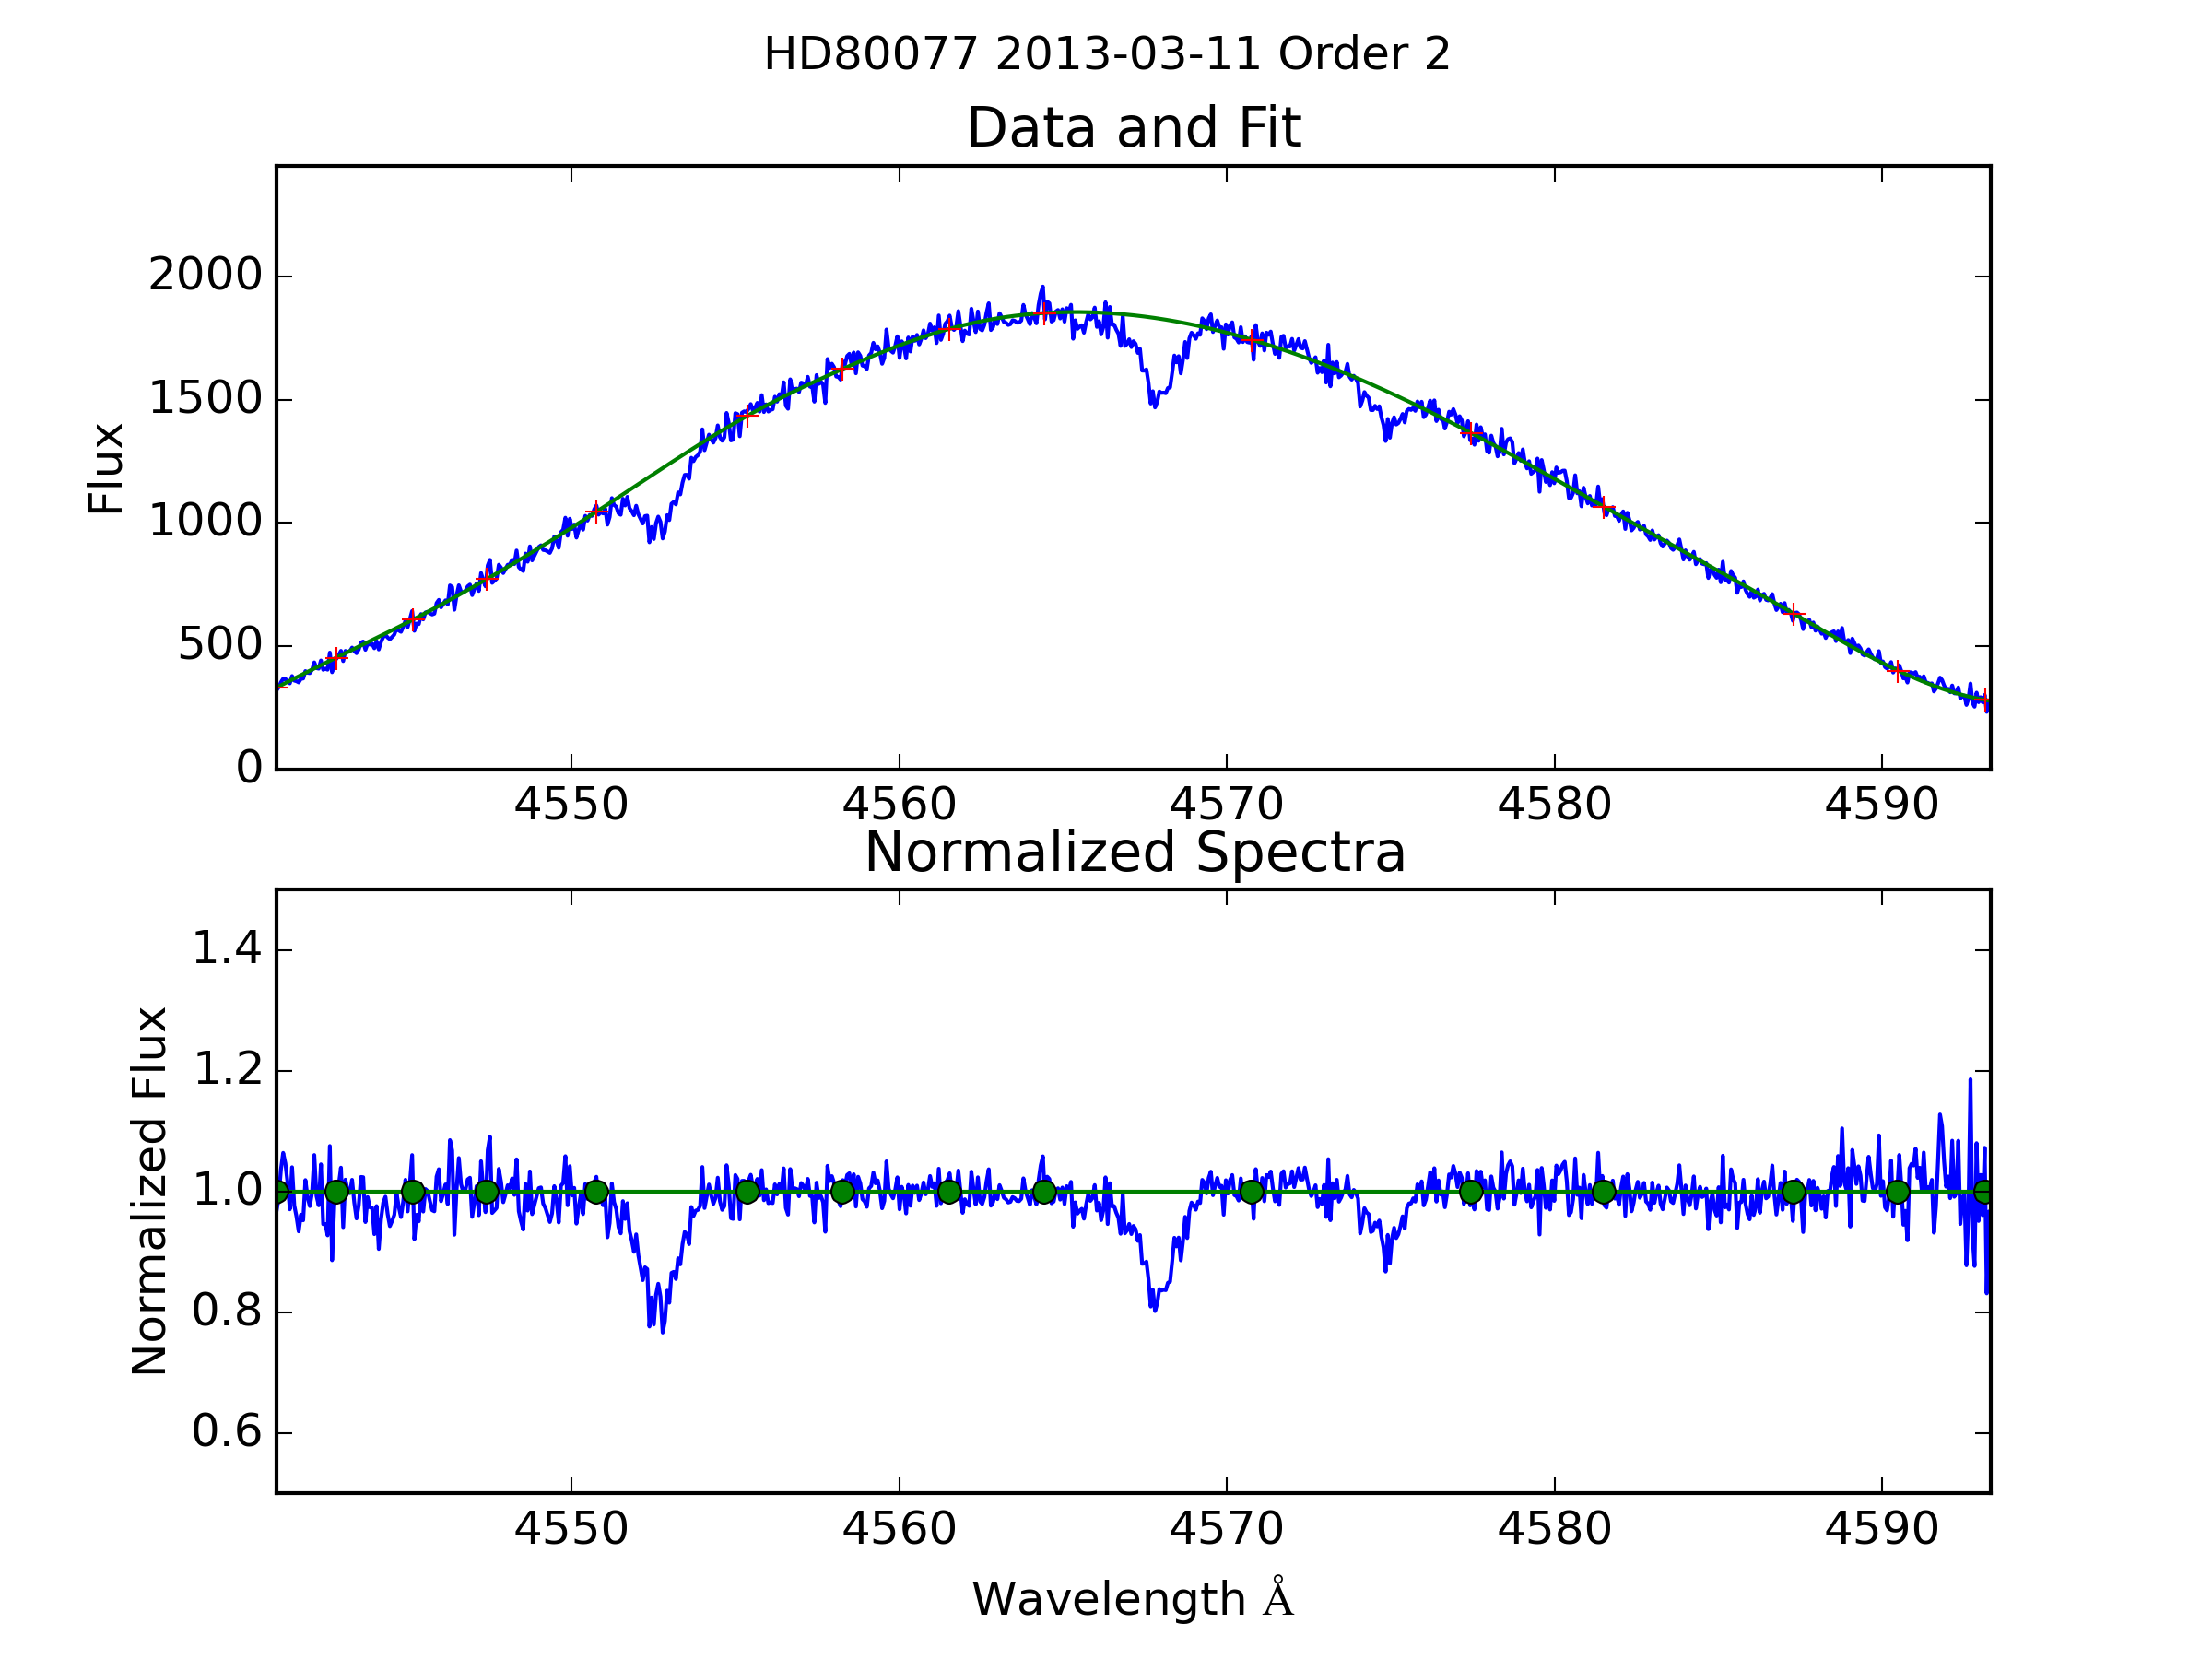 HD80077 2013-03-11 Order 2
Data and Fit
Flux
2000
1500
1000
500
0
4550 4560 4570 4580 4590
Normalized Spectra
Normalized Flux
1.4
1.2
1.0
0.8
0.6
4550 4560 4570 4580 4590
Wavelength Å